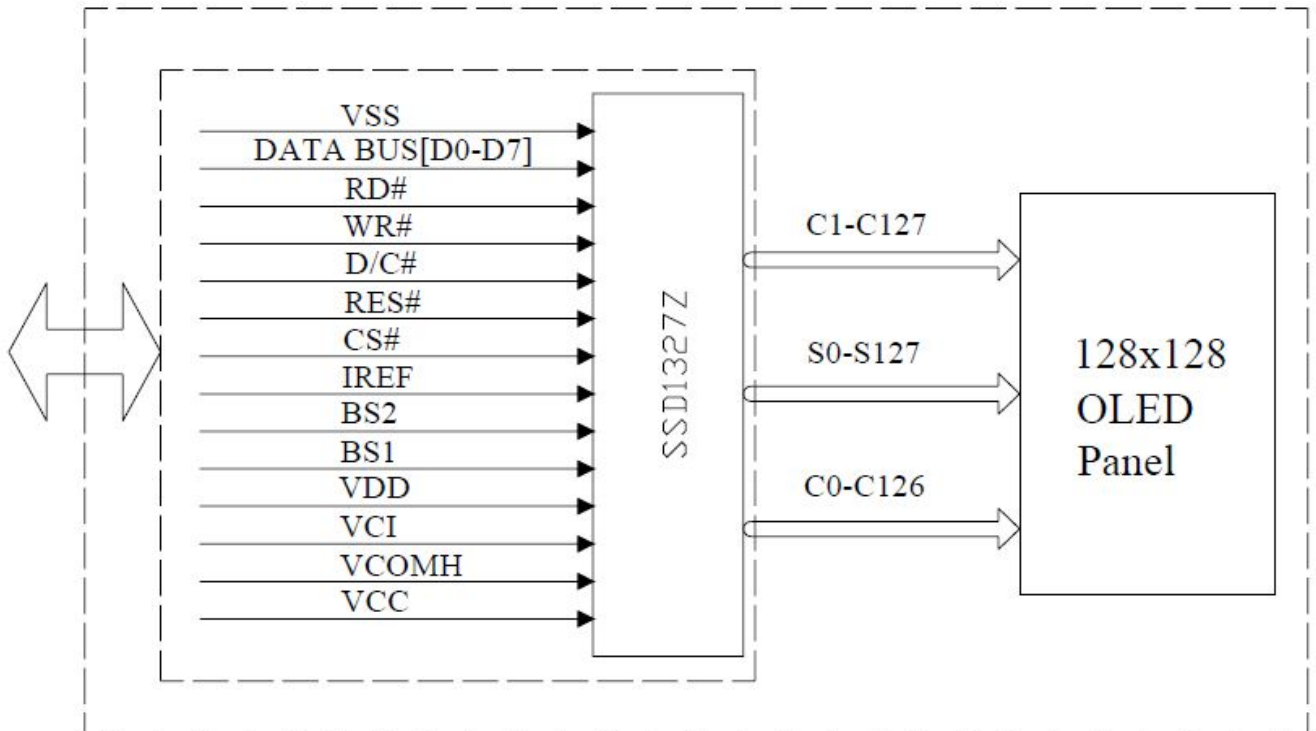 VSS
DATA BUS[D0-D7]
RD#
WR#
D/C#
RES#
CS#
IREF
BS2
BS1
VDD
VCI
VCOMH
VCC
SSD1327Z
C1-C127
S0-S127
C0-C126
128x128
OLED
Panel